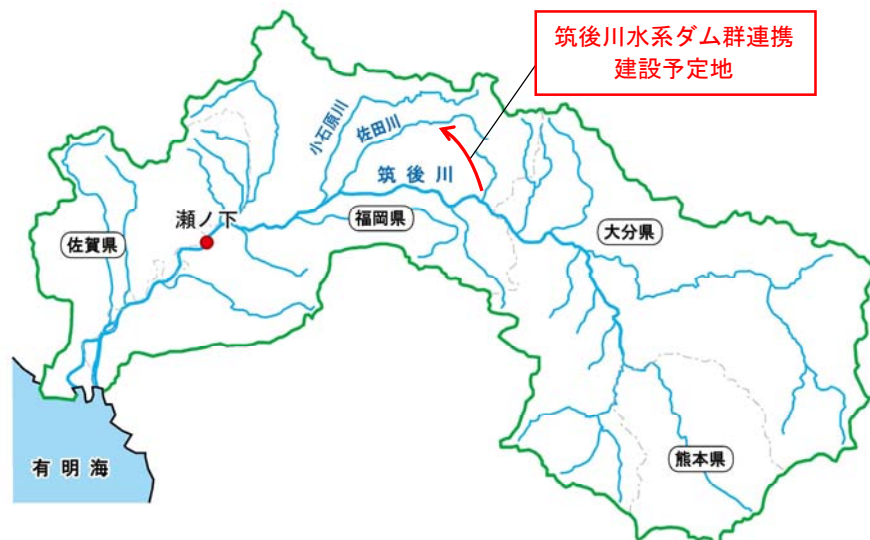 筑後川水系ダム群連携
建設予定地
小石原川
佐田川
筑後川
瀬ノ下
福岡県
佐賀県
大分県
有明海
熊本県